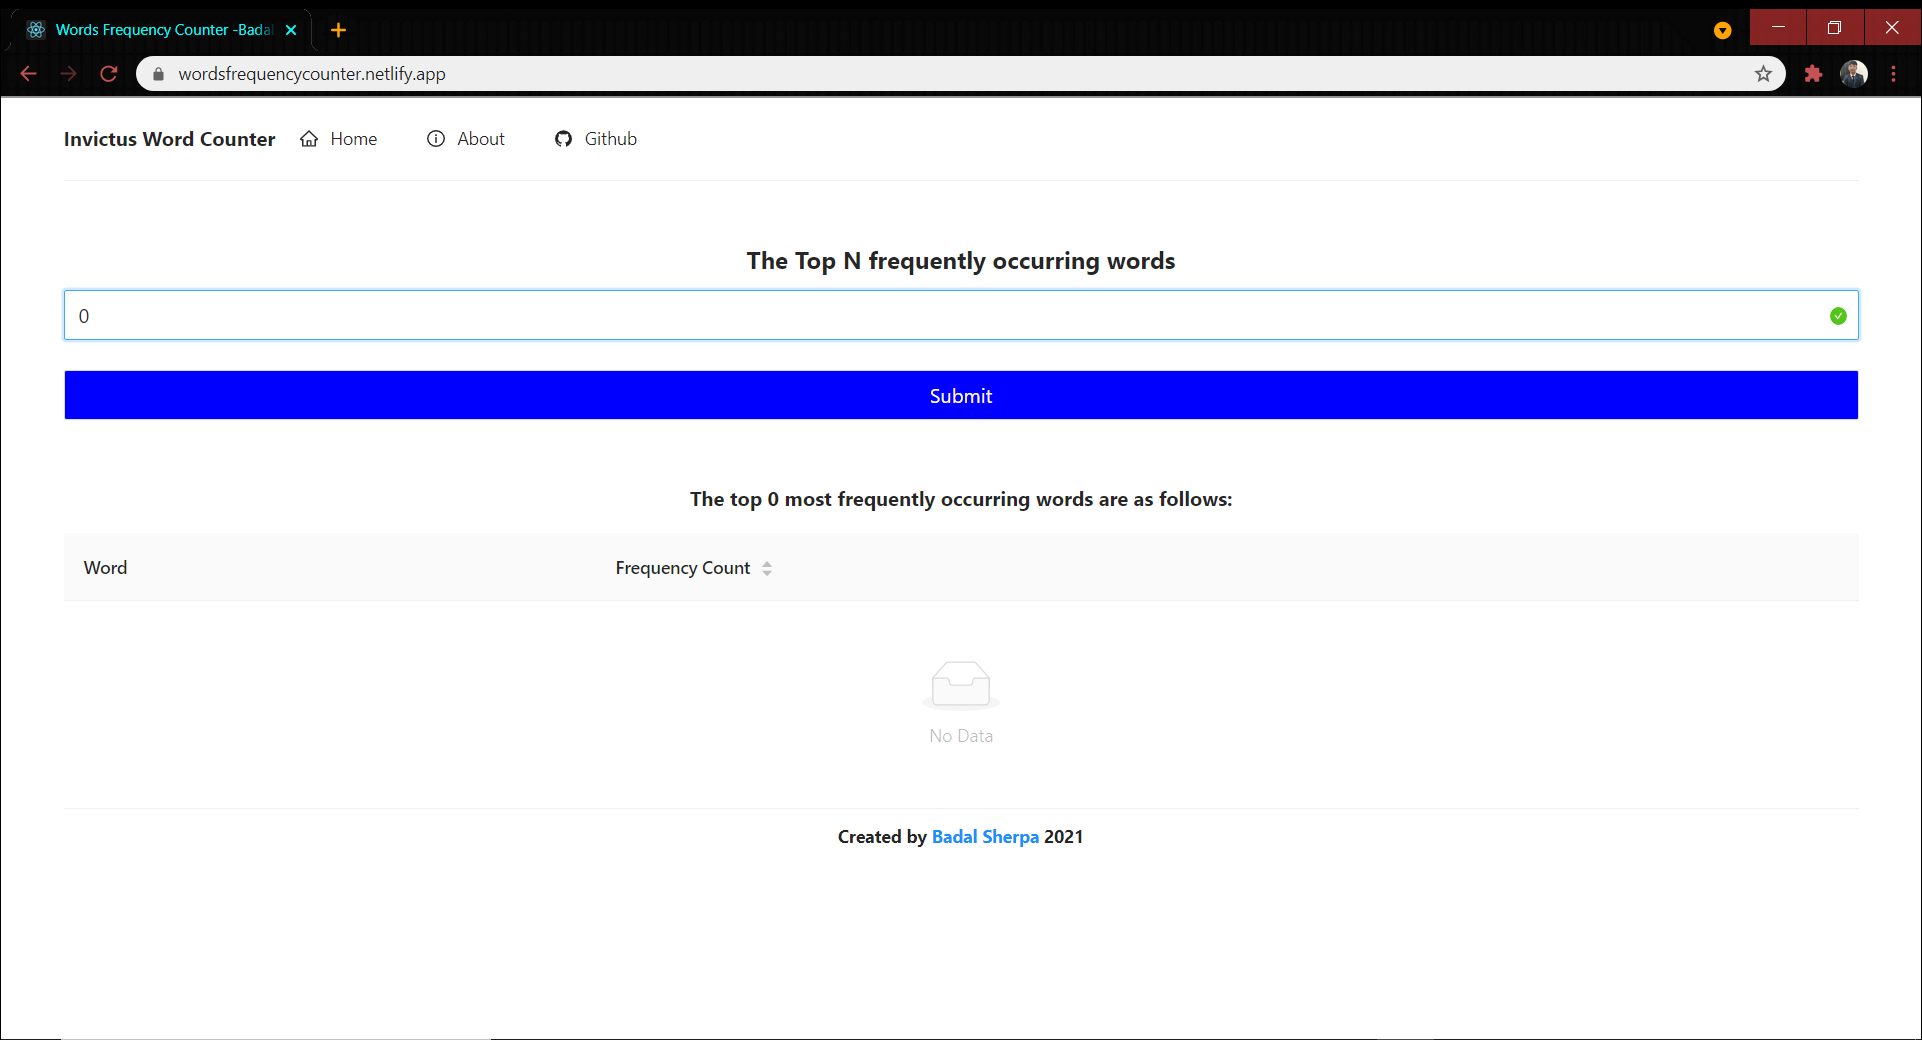 Words Frequency Counter -Badal
wordsfrequencycounter.netlify.app
Invictus Word Counter Home About Github
The Top N frequently occurring words
0
Submit
The top 0 most frequently occurring words are as follows:
Word Frequency Count
No Data
Created by Badal Sherpa 2021